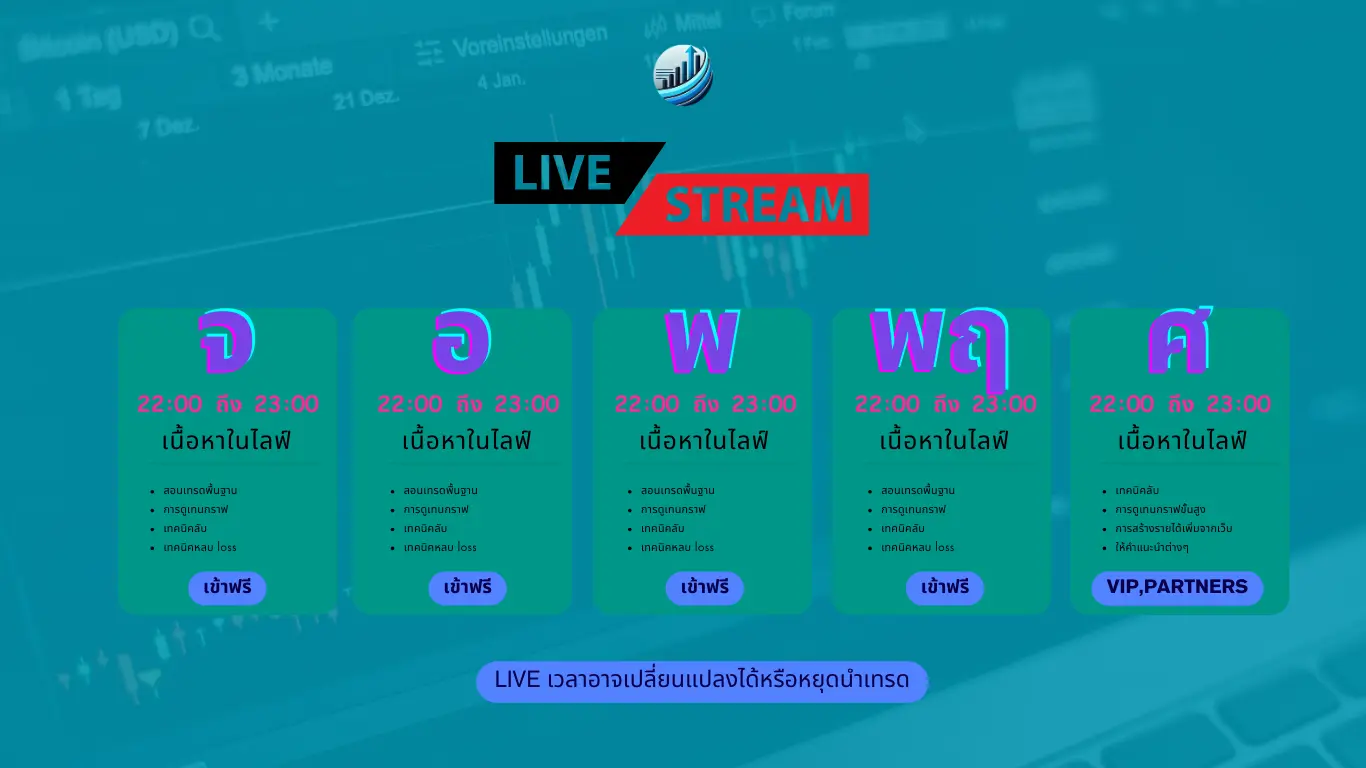 Bitcoin (USD)
Voreinstellungen
Mittel
Forum
1 Tag
3 Monate
7 Dez.
21 Dez.
4 Jan.
LIVE
STREAM
จ
22:00 ถึง 23:00
เนื้อหาในไลฟ์
สอนเทรดพื้นฐาน
การดูเทนกราฟ
เทคนิคลับ
เทคนิคหลบ loss
เข้าฟรี
อ
22:00 ถึง 23:00
เนื้อหาในไลฟ์
สอนเทรดพื้นฐาน
การดูเทนกราฟ
เทคนิคลับ
เทคนิคหลบ loss
เข้าฟรี
พ
22:00 ถึง 23:00
เนื้อหาในไลฟ์
สอนเทรดพื้นฐาน
การดูเทนกราฟ
เทคนิคลับ
เทคนิคหลบ loss
เข้าฟรี
พฤ
22:00 ถึง 23:00
เนื้อหาในไลฟ์
สอนเทรดพื้นฐาน
การดูเทนกราฟ
เทคนิคลับ
เทคนิคหลบ loss
เข้าฟรี
ศ
22:00 ถึง 23:00
เนื้อหาในไลฟ์
เทคนิคลับ
การดูเทนกราฟขั้นสูง
การสร้างรายได้เพิ่มจากเว็บ
ให้คำแนะนำต่างๆ
VIP,PARTNERS
LIVE เวลาอาจเปลี่ยนแปลงได้หรือหยุดนำเทรด